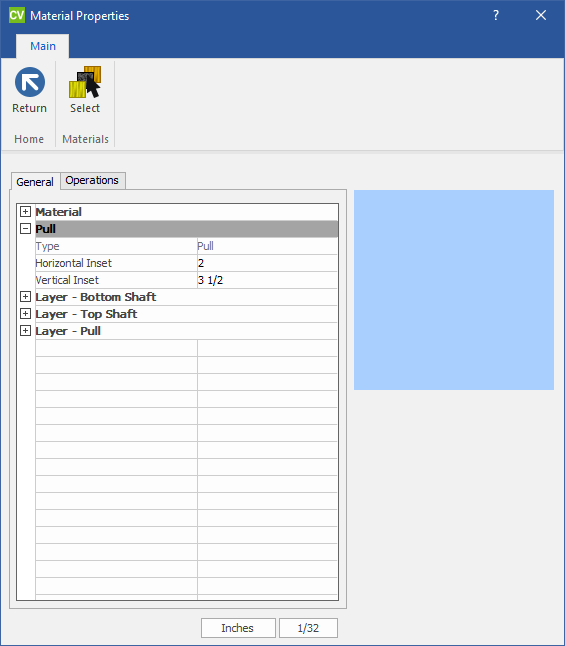 CV Material Properties ?
Main
Return Select
Home Materials
General Operations
Material
Pull
Type Pull
Horizontal Inset 2
Vertical Inset 3 1/2
Layer - Bottom Shaft
Layer - Top Shaft
Layer - Pull
Inches 1/32